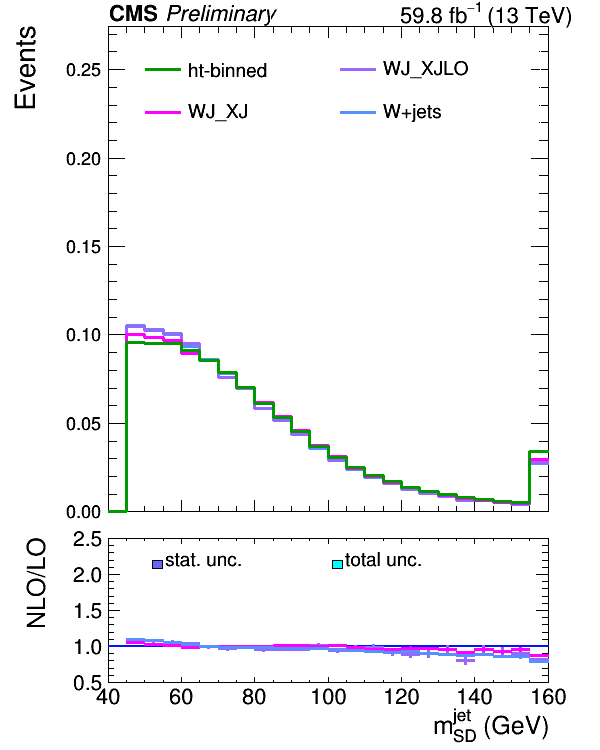 CMS Preliminary 59.8 fb⁻¹ (13 TeV)
Events
ht-binned
WJ_XJLO
WJ_XJ
W+jets
0.25
0.20
0.15
0.10
0.05
0.00
NLO/LO
stat. unc.
total unc.
2.5
2.0
1.5
1.0
0.5
40 60 80 100 120 140 160
m_SD^jet (GeV)